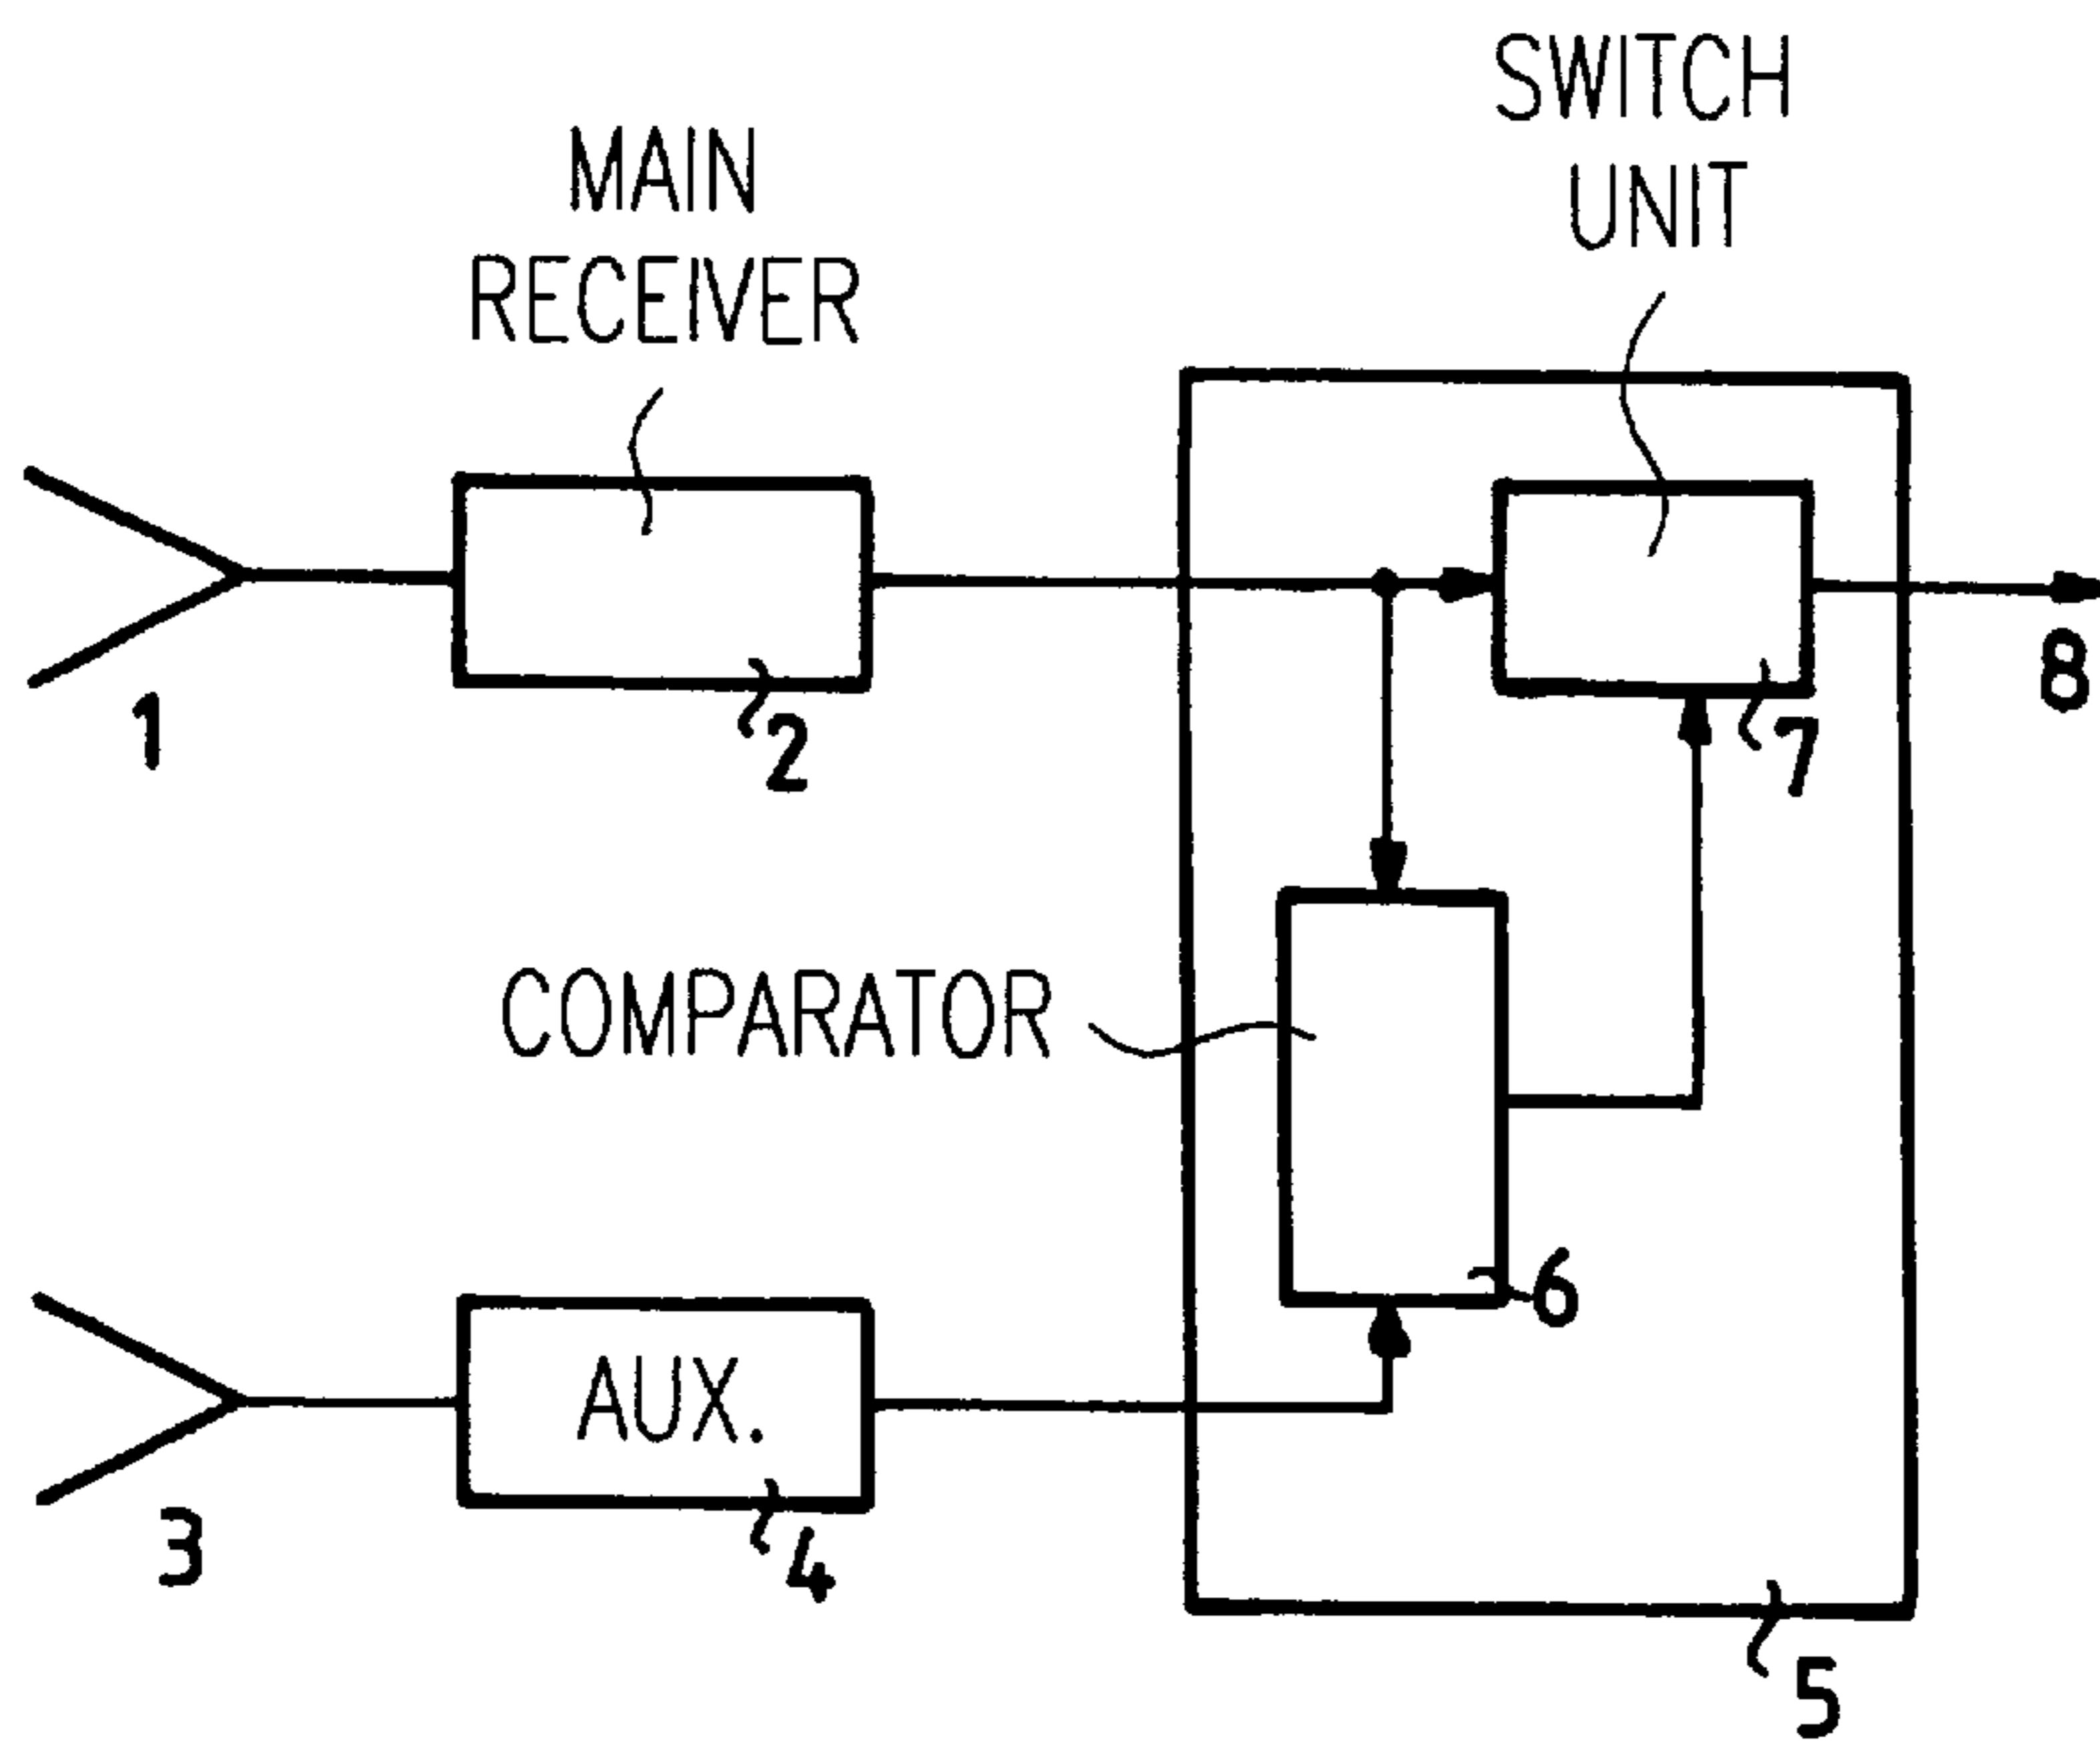 SWITCH
UNIT
MAIN
RECEIVER
1
2
7
8
COMPARATOR
6
AUX.
3
4
5